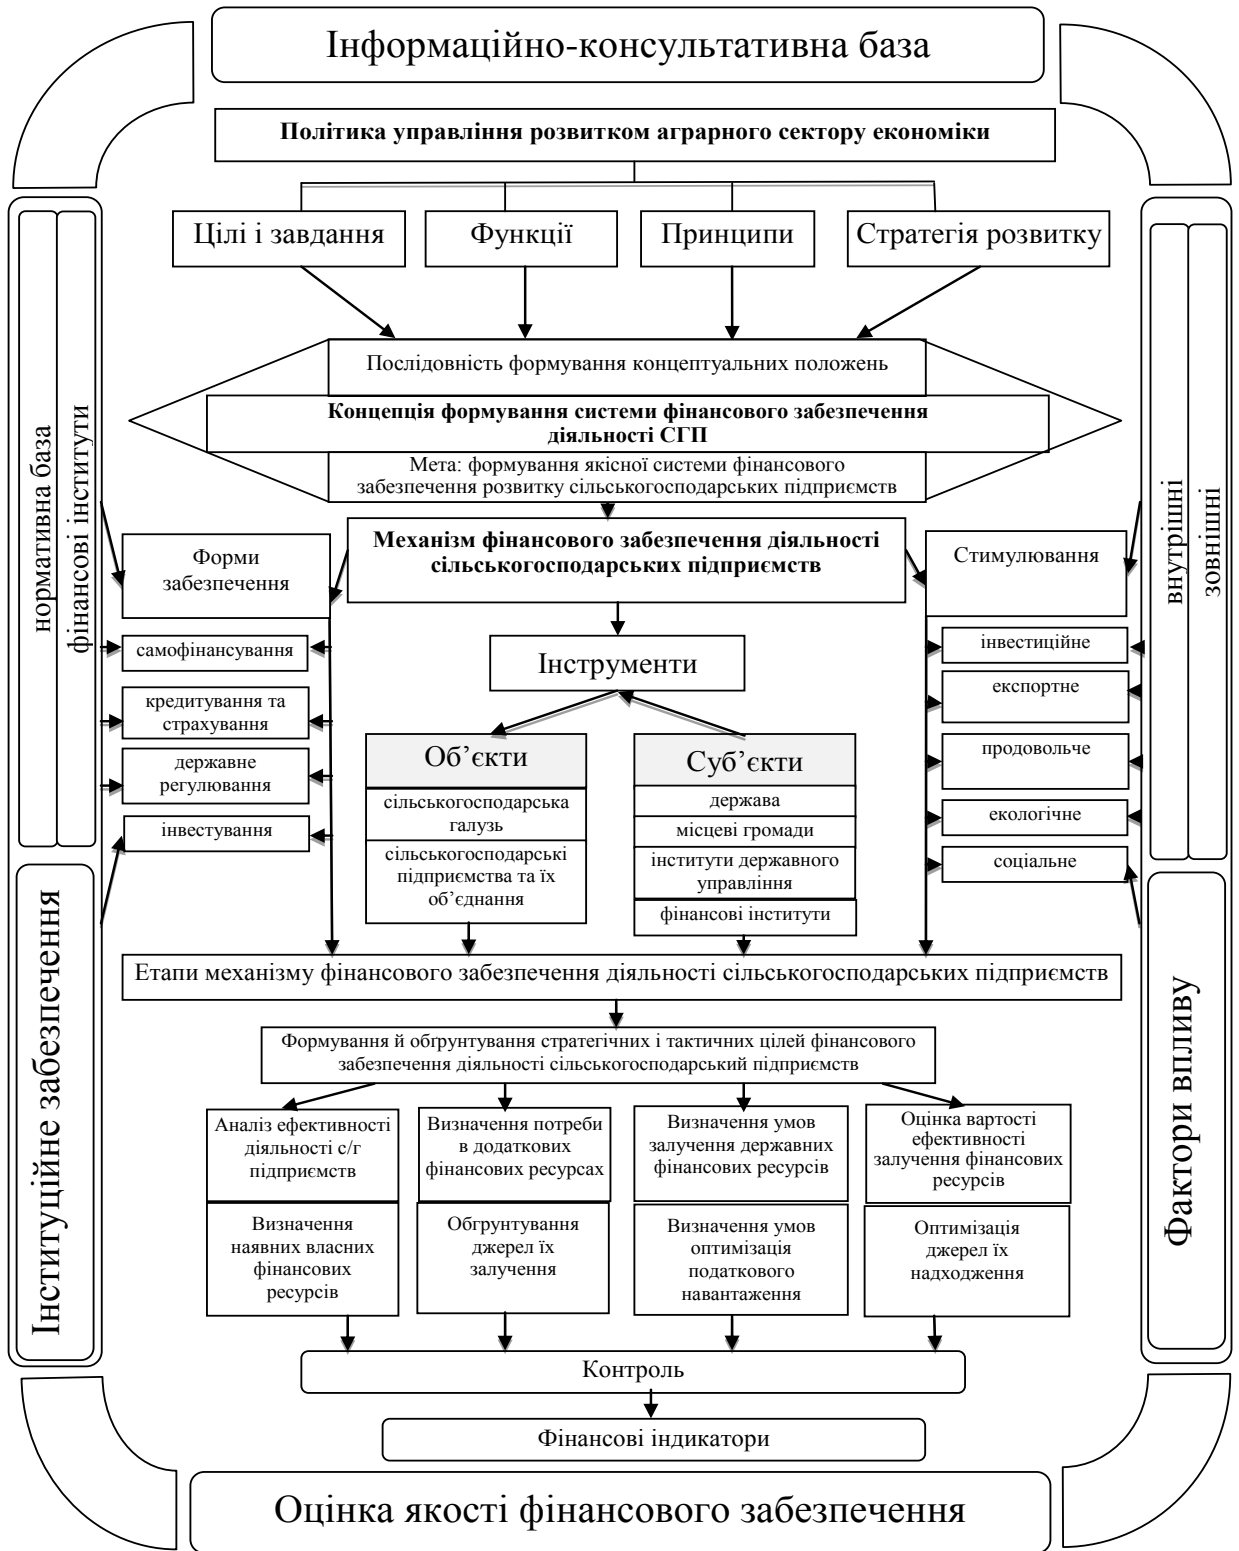 Інформаційно-консультативна база
Політика управління розвитком аграрного сектору економіки
Цілі і завдання
Функції
Принципи
Стратегія розвитку
Послідовність формування концептуальних положень
Концепція формування системи фінансового забезпечення
діяльності СГП
Мета: формування якісної системи фінансового
забезпечення розвитку сільськогосподарських підприємств
нормативна база
фінансові інститути
Інституційне забезпечення
Механізм фінансового забезпечення діяльності
сільськогосподарських підприємств
Форми
забезпечення
самофінансування
кредитування та
страхування
державне
регулювання
інвестування
Інструменти
Об’єкти
сільськогосподарська
галузь
сільськогосподарські
підприємства та їх
об’єднання
Суб’єкти
держава
місцеві громади
інститути державного
управління
фінансові інститути
Стимулювання
інвестиційне
експортне
продовольче
екологічне
соціальне
внутрішні
зовнішні
Фактори впливу
Етапи механізму фінансового забезпечення діяльності сільськогосподарських підприємств
Формування й обґрунтування стратегічних і тактичних цілей фінансового
забезпечення діяльності сільськогосподарський підприємств
Аналіз ефективності
діяльності с/г
підприємств
Визначення
наявних власних
фінансових
ресурсів
Визначення потреби
в додаткових
фінансових ресурсах
Обґрунтування
джерел їх
залучення
Визначення умов
залучення державних
фінансових ресурсів
Визначення умов
оптимізація
податкового
навантаження
Оцінка вартості
ефективності
залучення фінансових
ресурсів
Оптимізація
джерел їх
надходження
Контроль
Фінансові індикатори
Оцінка якості фінансового забезпечення